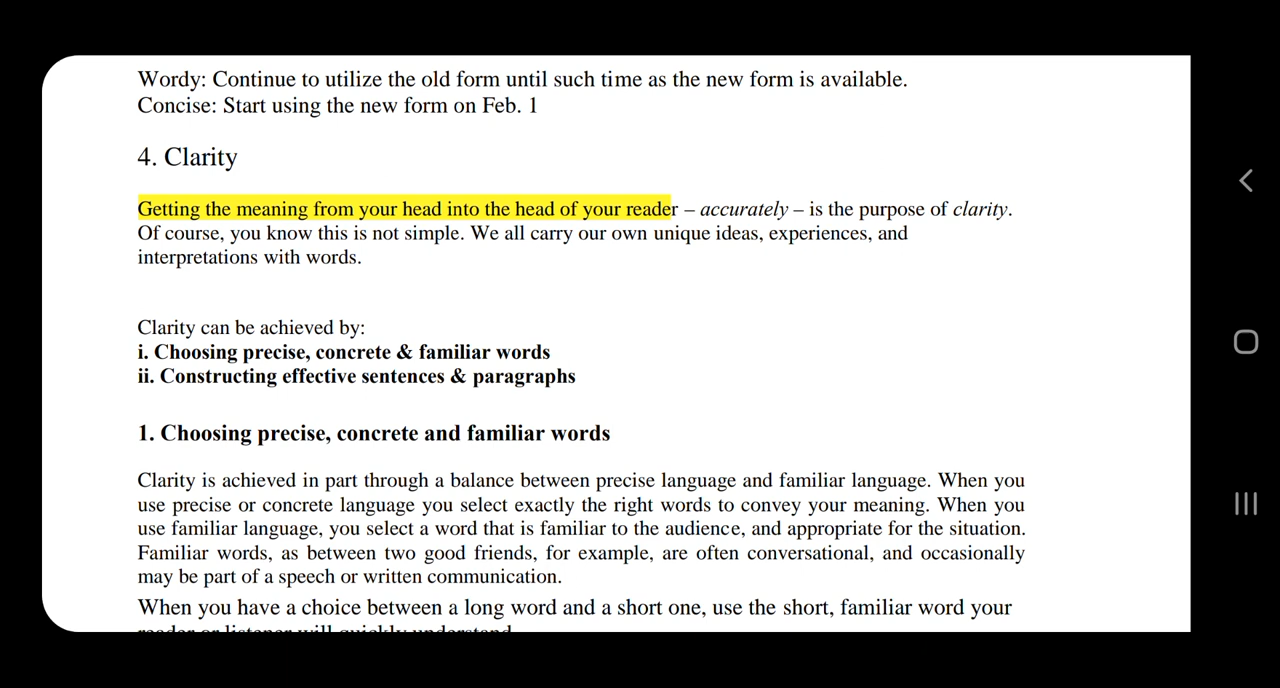 Wordy: Continue to utilize the old form until such time as the new form is available.
Concise: Start using the new form on Feb. 1
4. Clarity
Getting the meaning from your head into the head of your reader – accurately – is the purpose of clarity.
Of course, you know this is not simple. We all carry our own unique ideas, experiences, and
interpretations with words.
Clarity can be achieved by:
i. Choosing precise, concrete & familiar words
ii. Constructing effective sentences & paragraphs
1. Choosing precise, concrete and familiar words
Clarity is achieved in part through a balance between precise language and familiar language. When you
use precise or concrete language you select exactly the right words to convey your meaning. When you
use familiar language, you select a word that is familiar to the audience, and appropriate for the situation.
Familiar words, as between two good friends, for example, are often conversational, and occasionally
may be part of a speech or written communication.
When you have a choice between a long word and a short one, use the short, familiar word your
reader or listener will quickly understand.